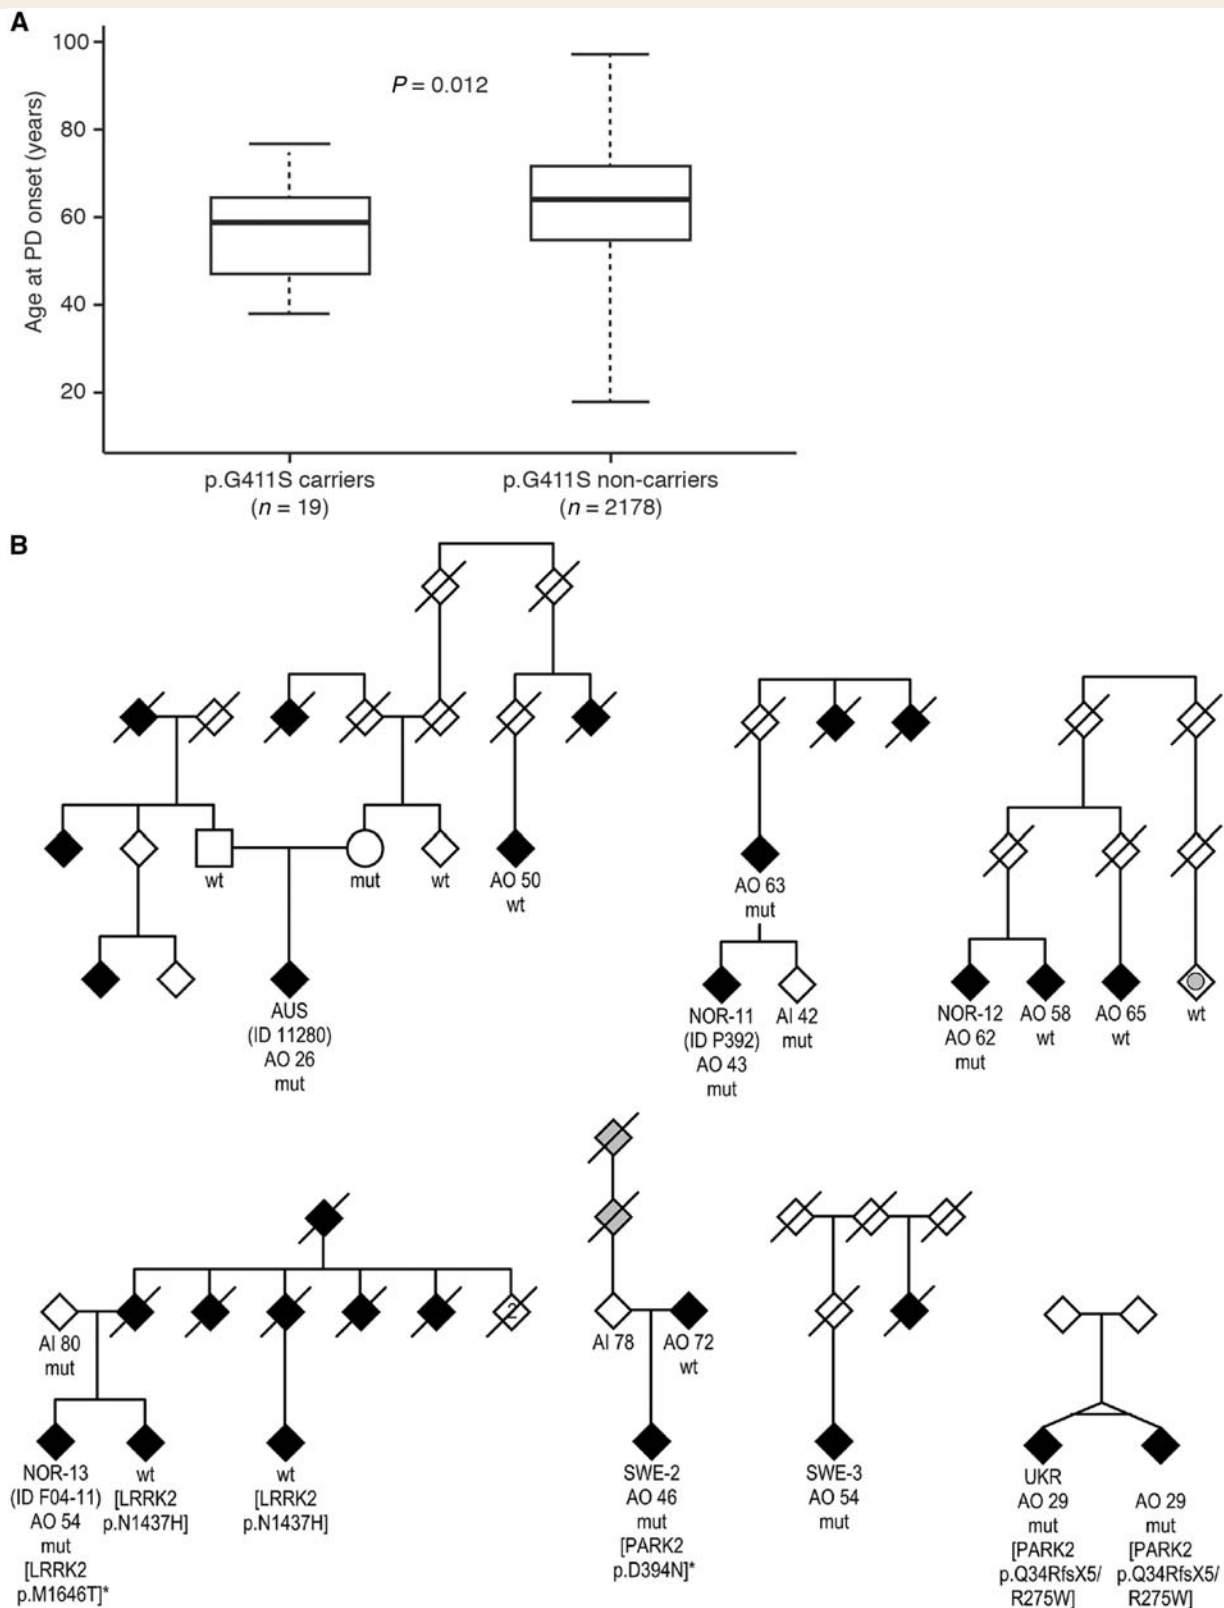 A
100
80
60
40
20
Age at PD onset (years)
P = 0.012
p.G411S carriers
(n = 19)
p.G411S non-carriers
(n = 2178)
B
wt
mut
wt
AO 50
wt
AUS
(ID 11280)
AO 26
mut
AO 63
mut
NOR-11
(ID P392)
AO 43
mut
AI 42
mut
NOR-12
AO 62
mut
AO 58
wt
AO 65
wt
wt
2
AI 80
mut
NOR-13
(ID F04-11)
AO 54
mut
[LRRK2
p.M1646T]*
wt
[LRRK2
p.N1437H]
wt
[LRRK2
p.N1437H]
AI 78
AO 72
wt
SWE-2
AO 46
mut
[PARK2
p.D394N]*
SWE-3
AO 54
mut
UKR
AO 29
mut
[PARK2
p.Q34RfsX5/
R275W]
AO 29
mut
[PARK2
p.Q34RfsX5/
R275W]